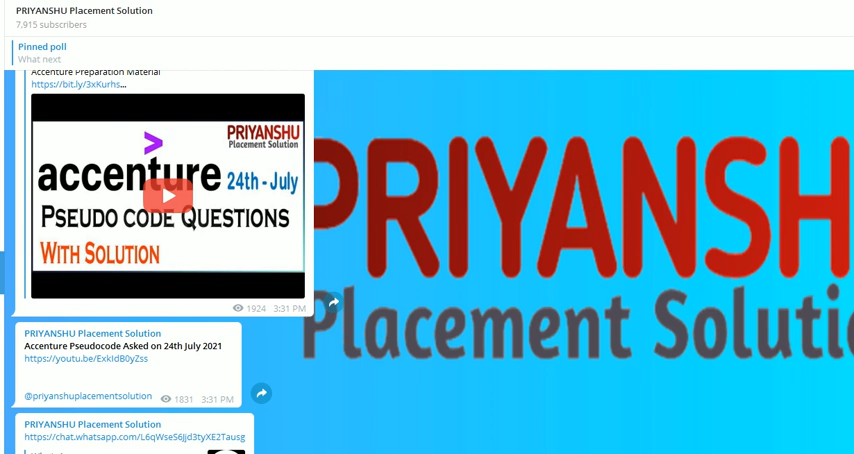 PRIYANSHU Placement Solution
7,915 subscribers
Pinned poll
What next
Accenture Preparation Material
https://bit.ly/3xKurhs...
PRIYANSHU
Placement Solution
>
accenture 24th - July
PSEUDO CODE QUESTIONS
WITH SOLUTION
1924 3:31 PM
PRIYANSHU Placement Solution
Accenture Pseudocode Asked on 24th July 2021
https://youtu.be/ExkIdB0yZss
@priyanshuplacementsolution 1831 3:31 PM
PRIYANSHU Placement Solution
https://chat.whatsapp.com/L6qWseS6Jjd3tyXE2Tausg
PRIYANSH
Placement Soluti